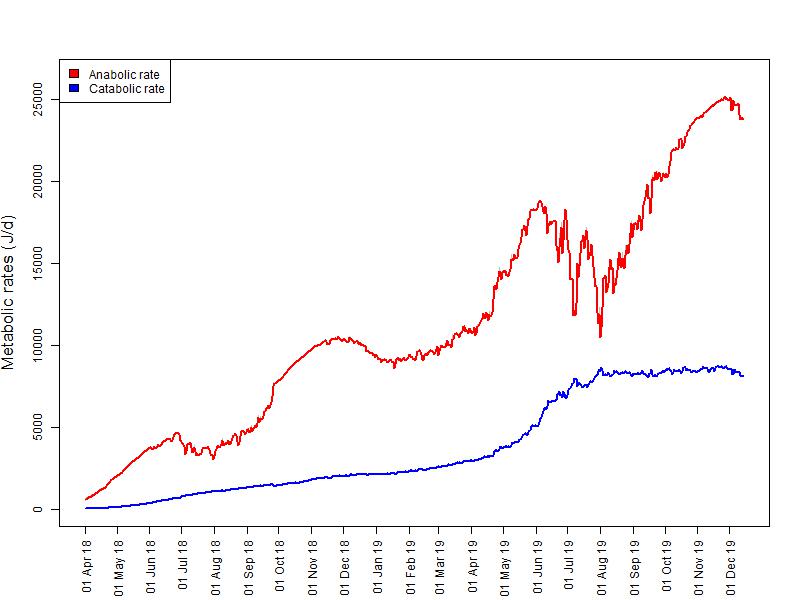 Anabolic rate
Catabolic rate
Metabolic rates (J/d)
25000
20000
15000
10000
5000
0
01 Apr 18
01 May 18
01 Jun 18
01 Jul 18
01 Aug 18
01 Sep 18
01 Oct 18
01 Nov 18
01 Dec 18
01 Jan 19
01 Feb 19
01 Mar 19
01 Apr 19
01 May 19
01 Jun 19
01 Jul 19
01 Aug 19
01 Sep 19
01 Oct 19
01 Nov 19
01 Dec 19